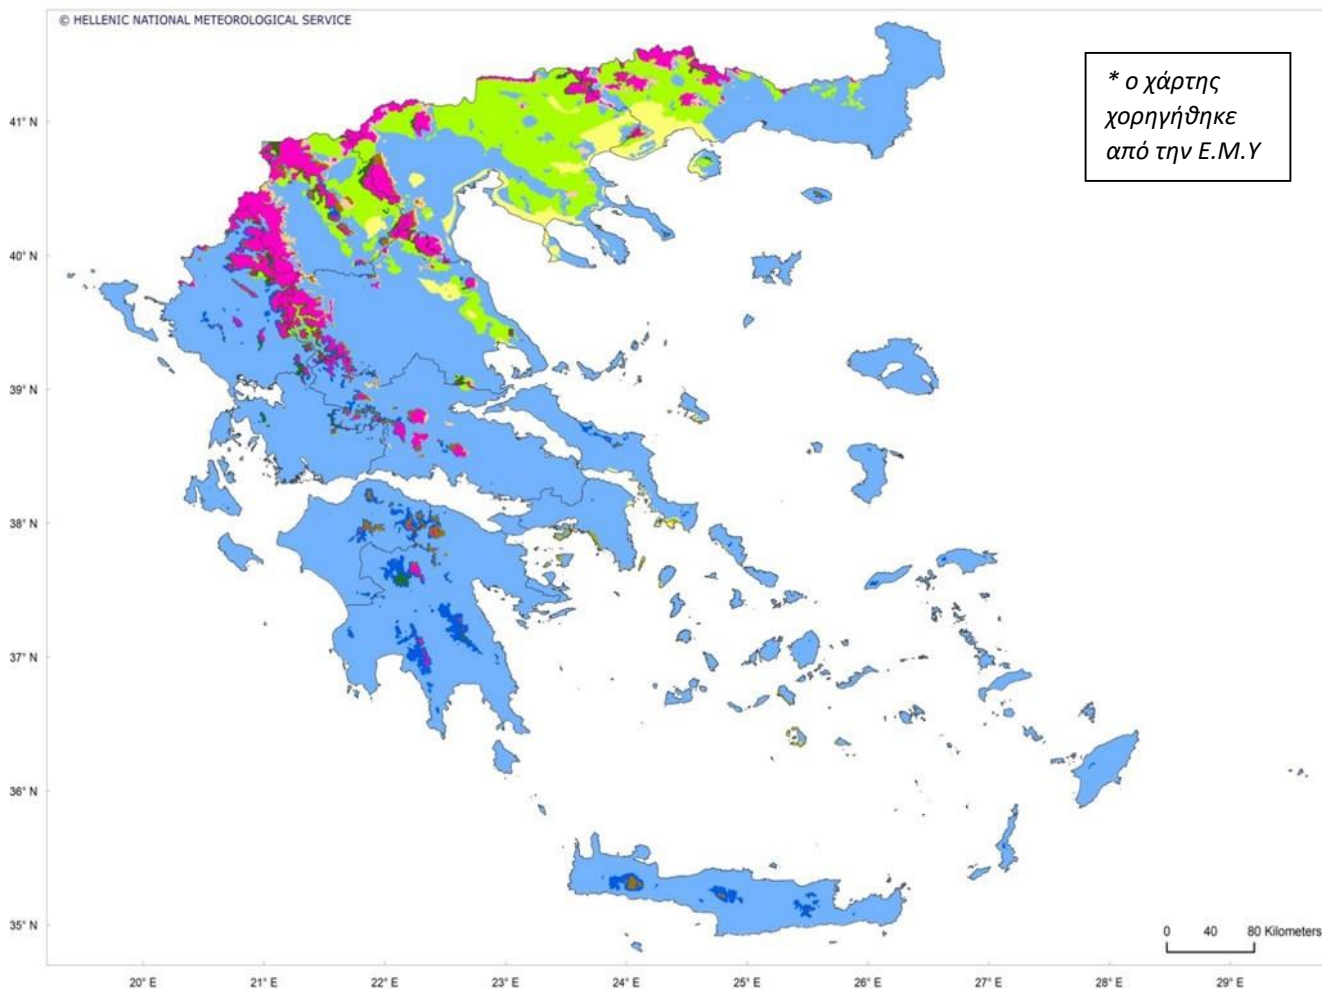 © HELLENIC NATIONAL METEOROLOGICAL SERVICE
* ο χάρτης
χορηγήθηκε
από την Ε.Μ.Υ
41° N
40° N
39° N
38° N
37° N
36° N
35° N
0 40 80 Kilometers
20° E 21° E 22° E 23° E 24° E 25° E 26° E 27° E 28° E 29° E